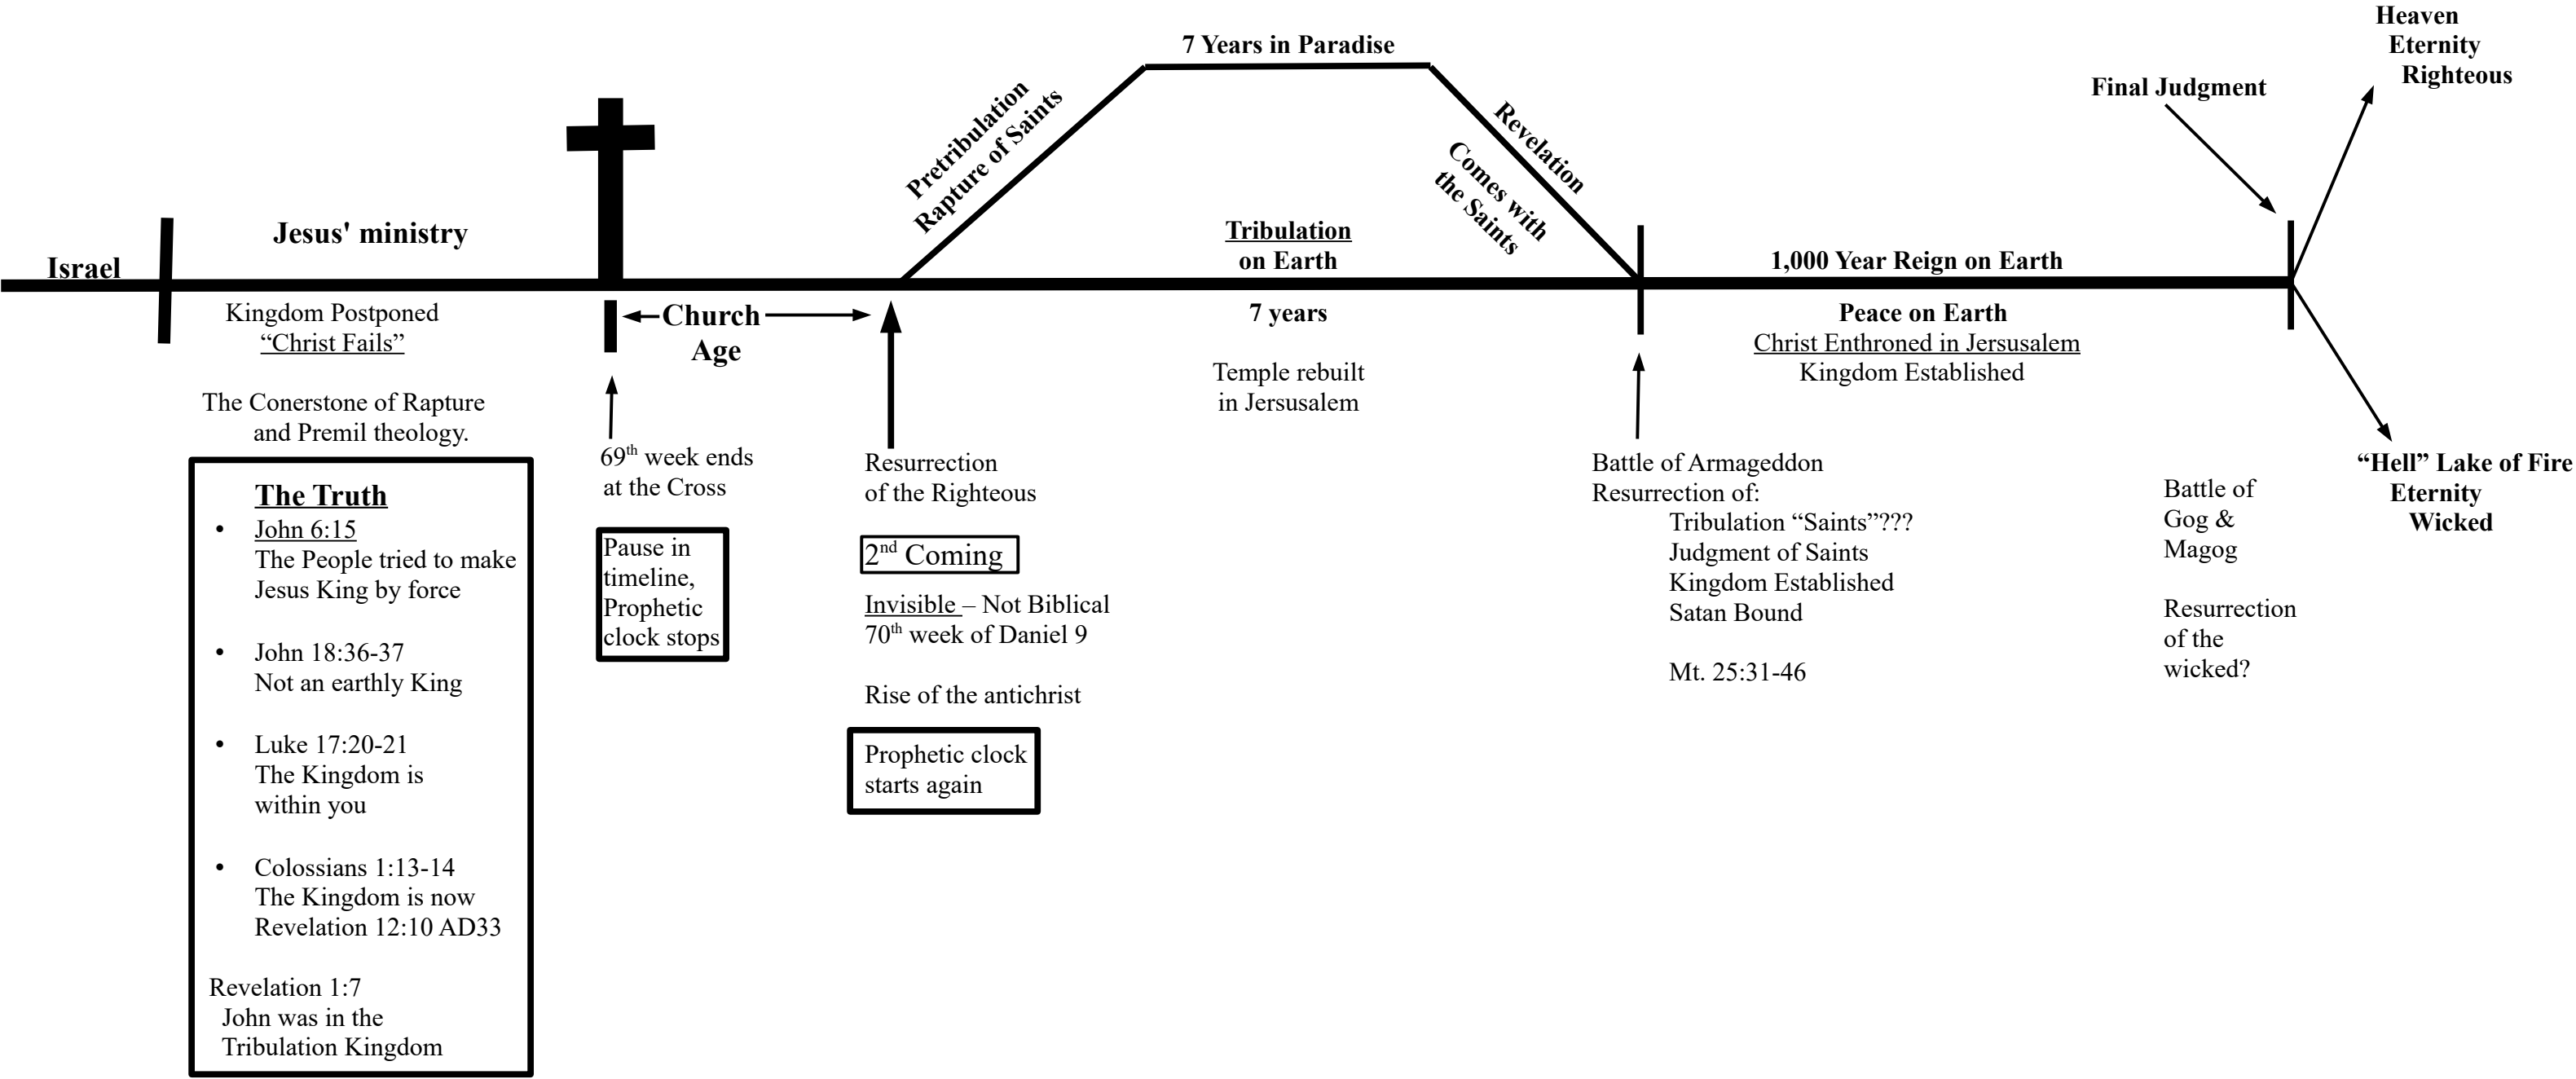 Israel
Jesus' ministry
Kingdom Postponed
“Christ Fails”
The Conerstone of Rapture
and Premil theology.
The Truth
• John 6:15
The People tried to make
Jesus King by force
• John 18:36-37
Not an earthly King
• Luke 17:20-21
The Kingdom is
within you
• Colossians 1:13-14
The Kingdom is now
Revelation 12:10 AD33
Revelation 1:7
John was in the
Tribulation Kingdom
Church
Age
69th week ends
at the Cross
Pause in
timeline,
Prophetic
clock stops
Pretribulation
Rapture of Saints
Resurrection
of the Righteous
2nd Coming
Invisible – Not Biblical
70th week of Daniel 9
Rise of the antichrist
Prophetic clock
starts again
7 Years in Paradise
Tribulation
on Earth
7 years
Temple rebuilt
in Jersusalem
Revelation
Comes with
the Saints
Battle of Armageddon
Resurrection of:
Tribulation “Saints”???
Judgment of Saints
Kingdom Established
Satan Bound
Mt. 25:31-46
1,000 Year Reign on Earth
Peace on Earth
Christ Enthroned in Jersusalem
Kingdom Established
Final Judgment
Battle of
Gog &
Magog
Resurrection
of the
wicked?
Heaven
Eternity
Righteous
“Hell” Lake of Fire
Eternity
Wicked